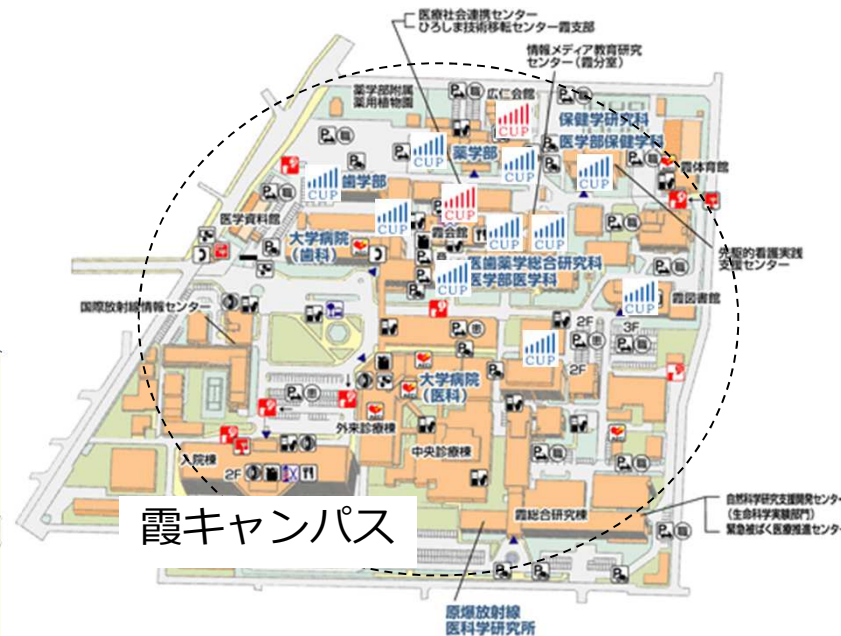 医療社会連携センター
ひろしま技術移転センター霞支部
情報メディア教育研究
センター(霞分室)
薬学部附属
薬用植物園
広仁会館
保健学研究科
医学部保健学科
薬学部
CUP
CUP
CUP
霞体育館
歯学部
CUP
CUP
CUP
医学資料館
霞会館
CUP
CUP
CUP
大学病院
(歯科)
先駆的看護実践
支援センター
医歯薬学総合研究科
医学部医学科
CUP
国際放射線情報センター
CUP
霞図書館
2F
3F
CUP
2F
大学病院
(医科)
外来診療棟
中央診療棟
入院棟
2F
霞キャンパス
霞総合研究棟
自然科学研究支援開発センター
(生命科学実験部門)
緊急被ばく医療推進センター
原爆放射線
医科学研究所